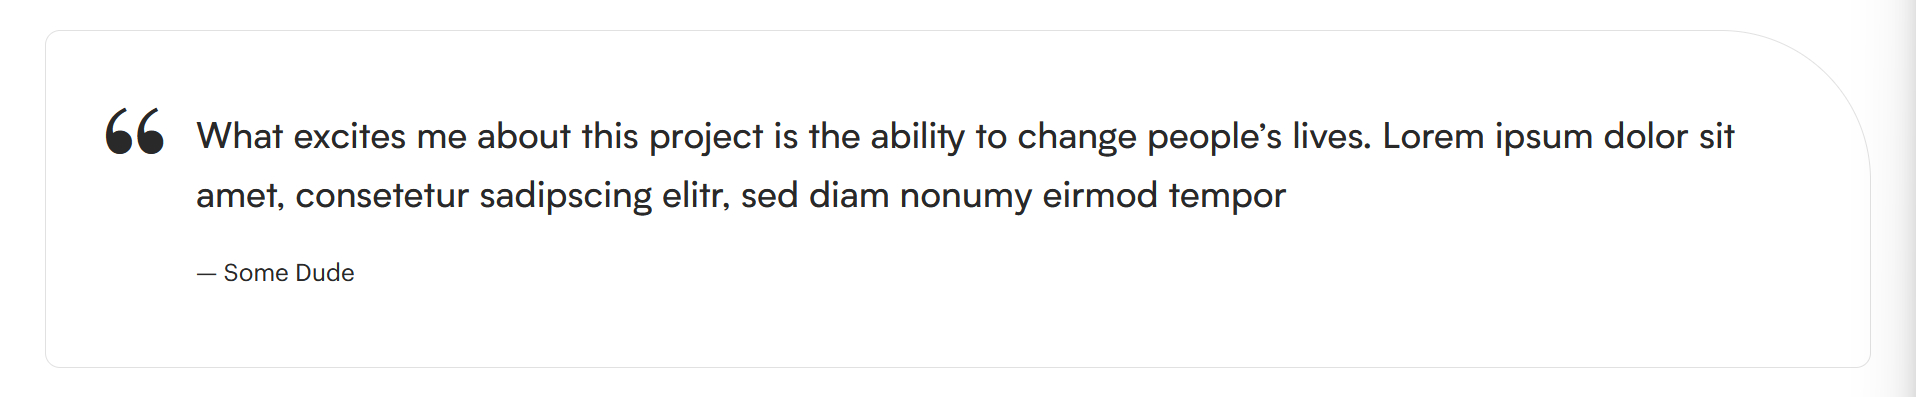 “
What excites me about this project is the ability to change people’s lives. Lorem ipsum dolor sit
amet, consetetur sadipscing elitr, sed diam nonumy eirmod tempor
— Some Dude